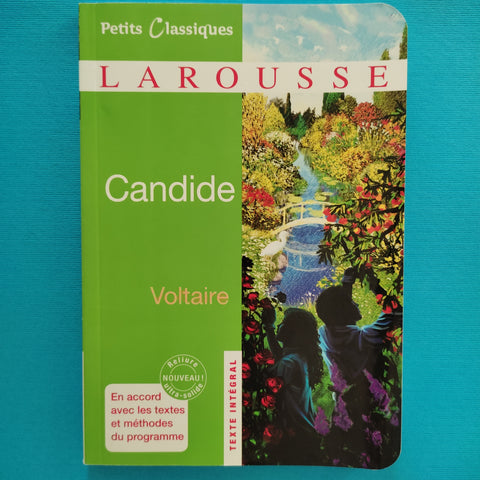 Petits Classiques
LAROUSSE
Candide
Voltaire
Reliure
NOUVEAU !
ultra-solide
En accord
avec les textes
et méthodes
du programme
TEXTE INTÉGRAL